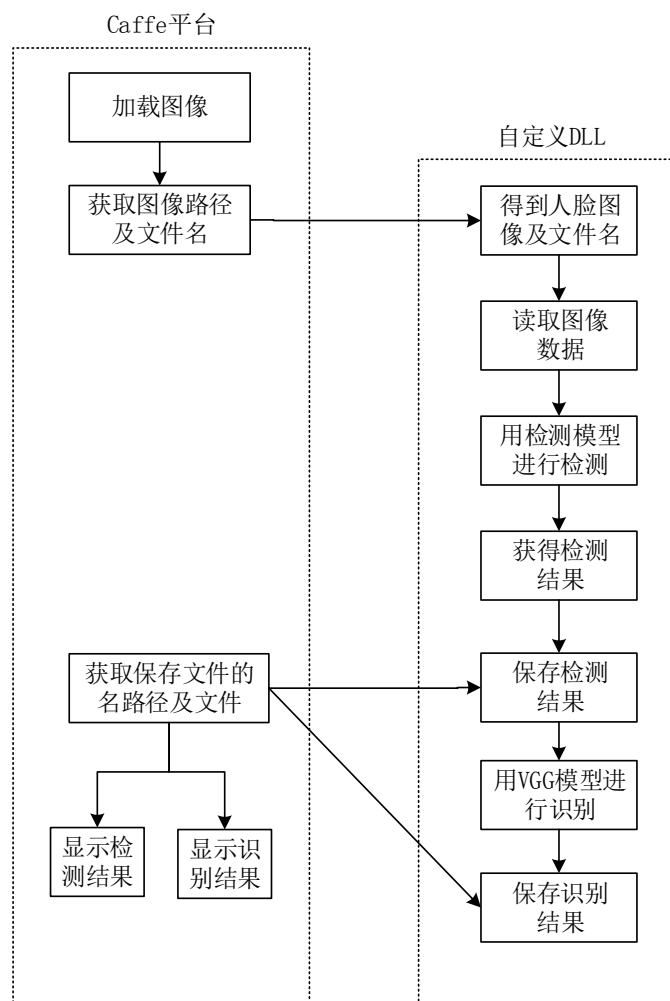 Caffe平台
加载图像
获取图像路径
及文件名
获取保存文件的
名路径及文件
显示检
测结果
显示识
别结果
自定义DLL
得到人脸图
像及文件名
读取图像
数据
用检测模型
进行检测
获得检测
结果
保存检测
结果
用VGG模型进
行识别
保存识别
结果